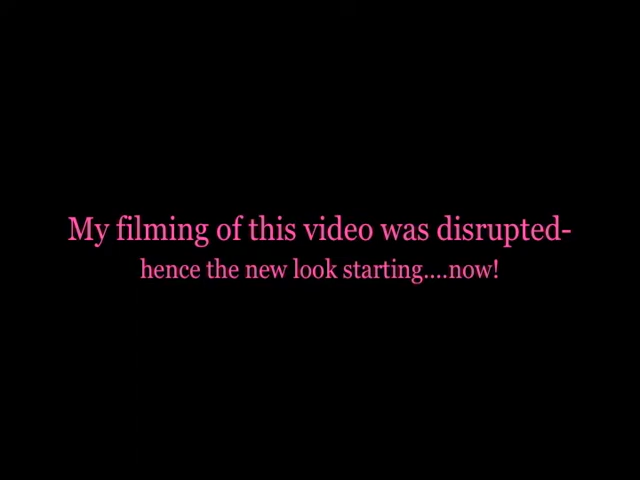 My filming of this video was disrupted-
hence the new look starting....now!